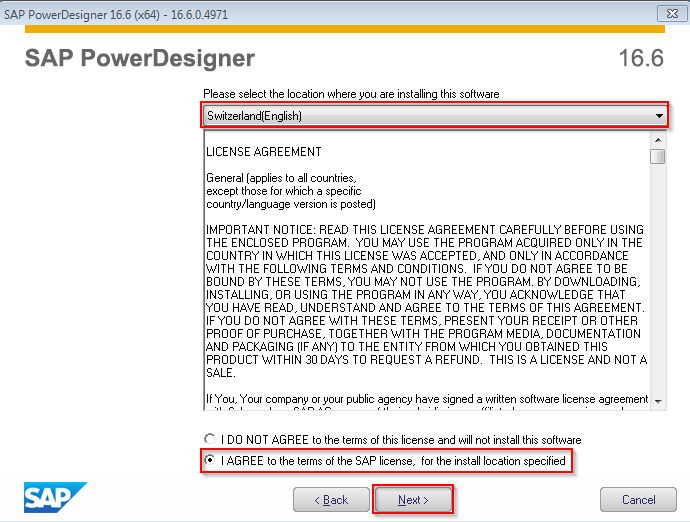 SAP PowerDesigner 16.6 (x64) - 16.6.0.4971
SAP PowerDesigner 16.6
Please select the location where you are installing this software
Switzerland(English)
LICENSE AGREEMENT
General (applies to all countries,
except those for which a specific
country/language version is posted)
IMPORTANT NOTICE: READ THIS LICENSE AGREEMENT CAREFULLY BEFORE USING
THE ENCLOSED PROGRAM.  YOU MAY USE THE PROGRAM ACQUIRED ONLY IN THE
COUNTRY IN WHICH THIS LICENSE WAS ACCEPTED, AND ONLY IN ACCORDANCE
WITH THE FOLLOWING TERMS AND CONDITIONS.  IF YOU DO NOT AGREE TO BE
BOUND BY THESE TERMS, YOU MAY NOT USE THE PROGRAM. BY DOWNLOADING,
INSTALLING, OR USING THE PROGRAM IN ANY WAY, YOU ACKNOWLEDGE THAT
YOU HAVE READ, UNDERSTAND AND AGREE TO THE TERMS OF THIS AGREEMENT.
IF YOU DO NOT AGREE WITH THESE TERMS, PRESENT YOUR RECEIPT OR OTHER
PROOF OF PURCHASE, TOGETHER WITH THE PROGRAM MEDIA, DOCUMENTATION
AND PACKAGING (IF ANY) TO THE ENTITY FROM WHICH YOU OBTAINED THIS
PRODUCT WITHIN 30 DAYS TO REQUEST A REFUND.  THIS IS A LICENSE AND NOT A
SALE.
If You, Your company or your public agency have signed a written software license agreement
I DO NOT AGREE to the terms of this license and will not install this software
I AGREE to the terms of the SAP license,  for the install location specified
SAP
< Back
Next >
Cancel